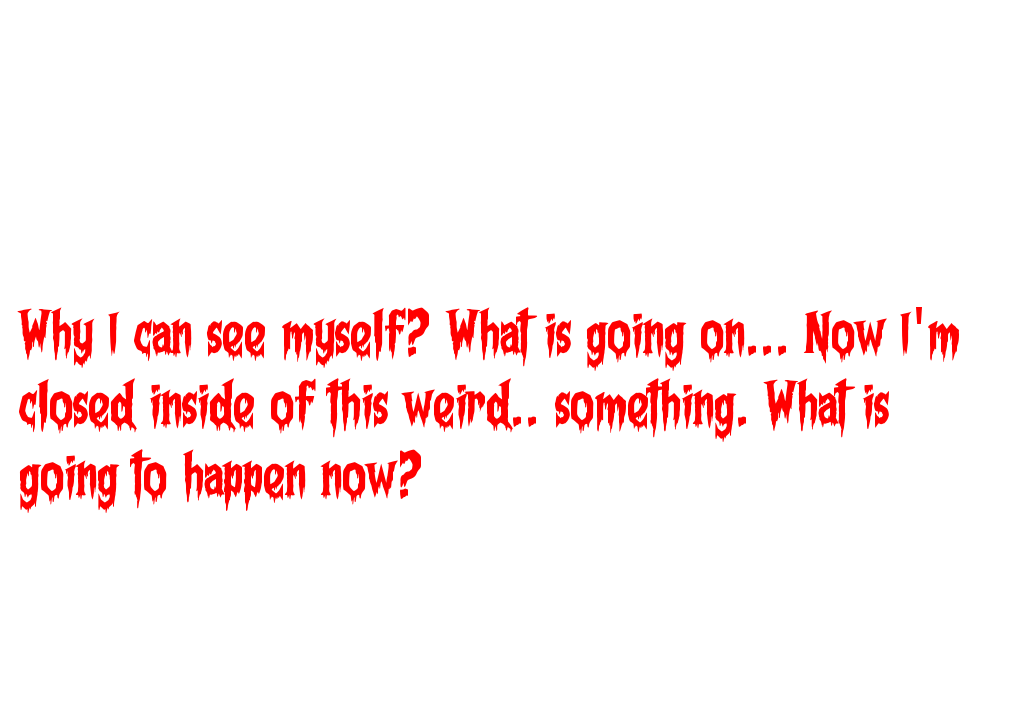 Why I can see myself? What is going on... Now I'm
closed inside of this weird.. something. What is
going to happen now?